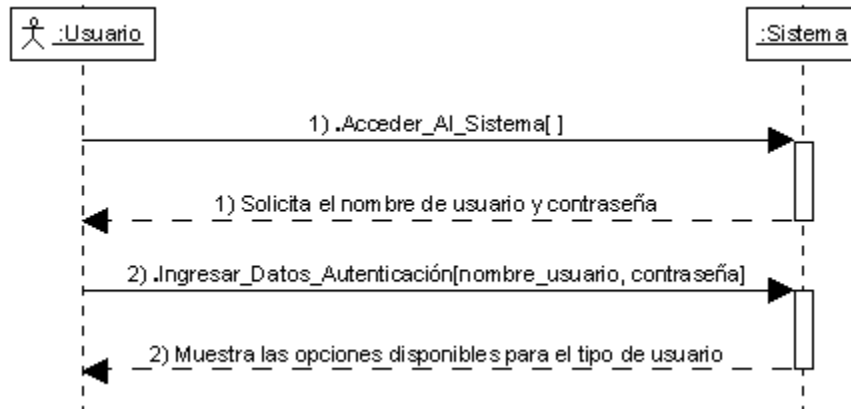 :Usuario
:Sistema
1) .Acceder_Al_Sistema[ ]
1) Solicita el nombre de usuario y contraseña
2) .Ingresar_Datos_Autenticación[nombre_usuario, contraseña]
2) Muestra las opciones disponibles para el tipo de usuario